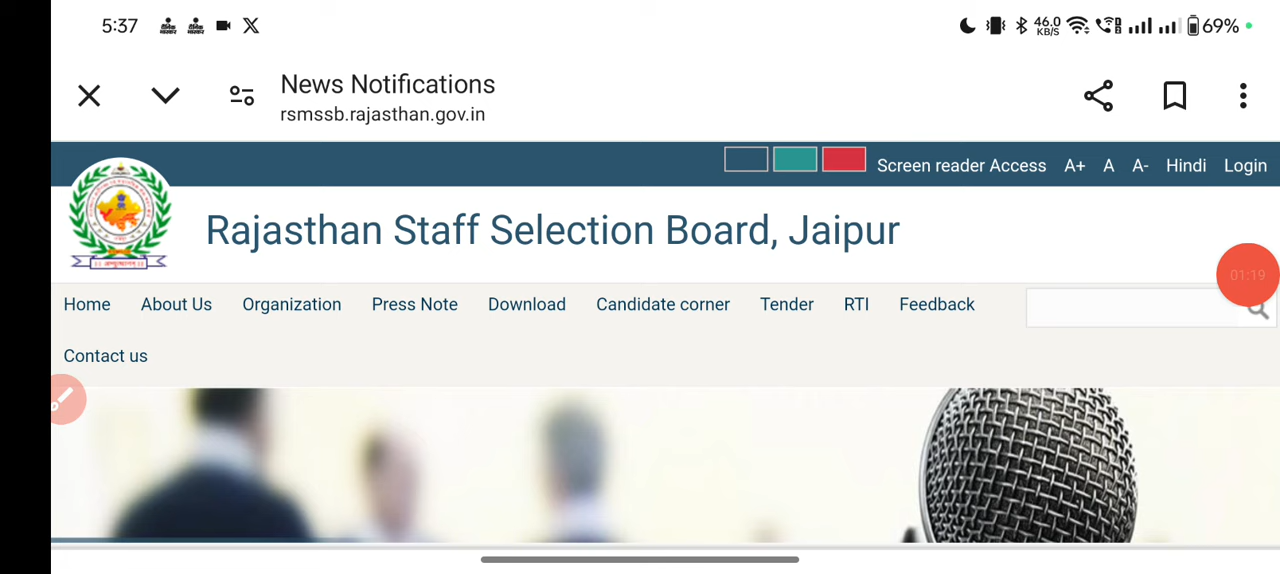 5:37 46.0 KB/S 69%
News Notifications
rsmssb.rajasthan.gov.in
Screen reader Access A+ A A- Hindi Login
Rajasthan Staff Selection Board, Jaipur
01:19
Home About Us Organization Press Note Download Candidate corner Tender RTI Feedback
Contact us